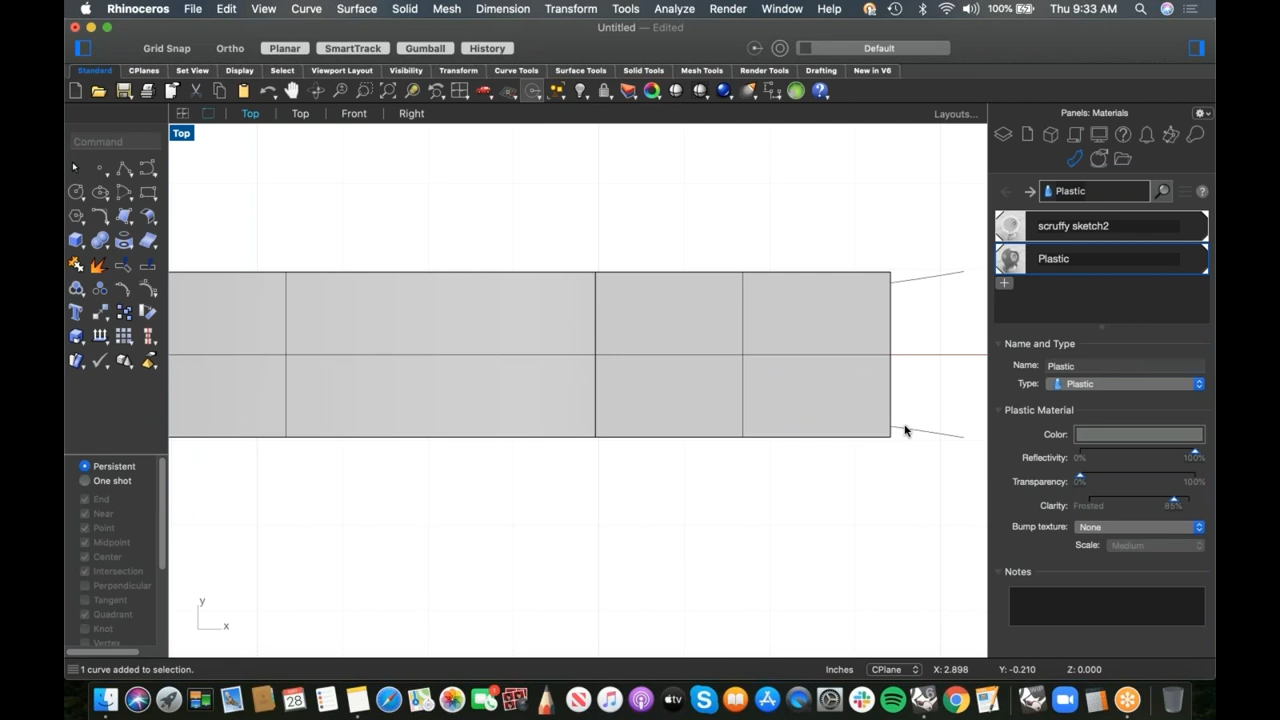 Rhinoceros File Edit View Curve Surface Solid Mesh Dimension Transform Tools Analyze Render Window Help 100% Thu 9:33 AM
Untitled — Edited
Grid Snap Ortho Planar SmartTrack Gumball History Default
Standard CPlanes Set View Display Select Viewport Layout Visibility Transform Curve Tools Surface Tools Solid Tools Mesh Tools Render Tools Drafting New in V6
Top Top Front Right Layouts...
Panels: Materials
Top
Command
Plastic
scruffy sketch2
Plastic
Name and Type
Name: Plastic
Type: Plastic
Plastic Material
Color:
Reflectivity: 0% 100%
Transparency: 0% 100%
Clarity: Frosted 85%
Bump texture: None
Scale: Medium
Notes
Persistent
One shot
End
Near
Point
Midpoint
Center
Intersection
Perpendicular
Tangent
Quadrant
Knot
Vertex
y
x
1 curve added to selection.
Inches CPlane X: 2.898 Y: -0.210 Z: 0.000